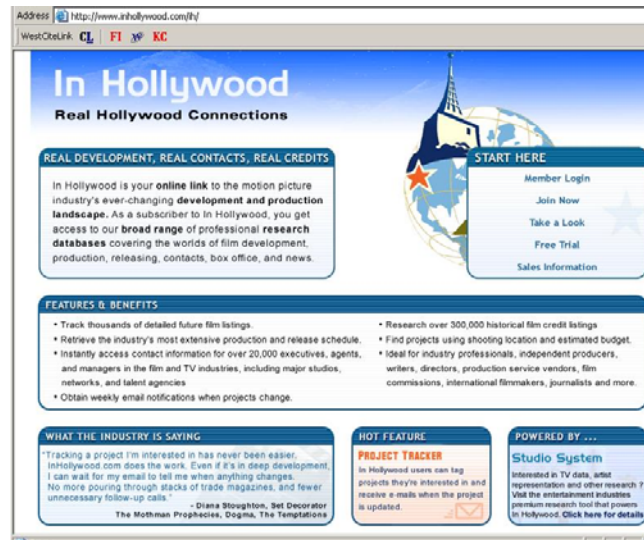 Address http://www.inhollywood.com/ih/
WestCiteLink CL FI KC
In Hollywood
Real Hollywood Connections
REAL DEVELOPMENT, REAL CONTACTS, REAL CREDITS
In Hollywood is your online link to the motion picture
industry's ever-changing development and production
landscape. As a subscriber to In Hollywood, you get
access to our broad range of professional research
databases covering the worlds of film development,
production, releasing, contacts, box office, and news.
START HERE
Member Login
Join Now
Take a Look
Free Trial
Sales Information
FEATURES & BENEFITS
• Track thousands of detailed future film listings.
• Retrieve the industry's most extensive production and release schedule.
• Instantly access contact information for over 20,000 executives, agents,
and managers in the film and TV industries, including major studios,
networks, and talent agencies
• Obtain weekly email notifications when projects change.
• Research over 300,000 historical film credit listings
• Find projects using shooting location and estimated budget.
• Ideal for industry professionals, independent producers,
writers, directors, production service vendors, film
commissions, international filmmakers, journalists and more.
WHAT THE INDUSTRY IS SAYING
"Tracking a project I'm interested in has never been easier,
InHollywood.com does the work. Even if it's in deep development,
I can wait for my email to tell me when anything changes.
No more pouring through stacks of trade magazines, and fewer
unnecessary follow-up calls."
- Diana Stoughton, Set Decorator
The Mothman Prophecies, Dogma, The Temptations
HOT FEATURE
PROJECT TRACKER
In Hollywood users can tag
projects they're interested in and
receive e-mails when the project
is updated.
POWERED BY ...
Studio System
Interested in TV data, artist
representation and other research ?
Visit the entertainment industries
premium research tool that powers
In Hollywood. Click here for details